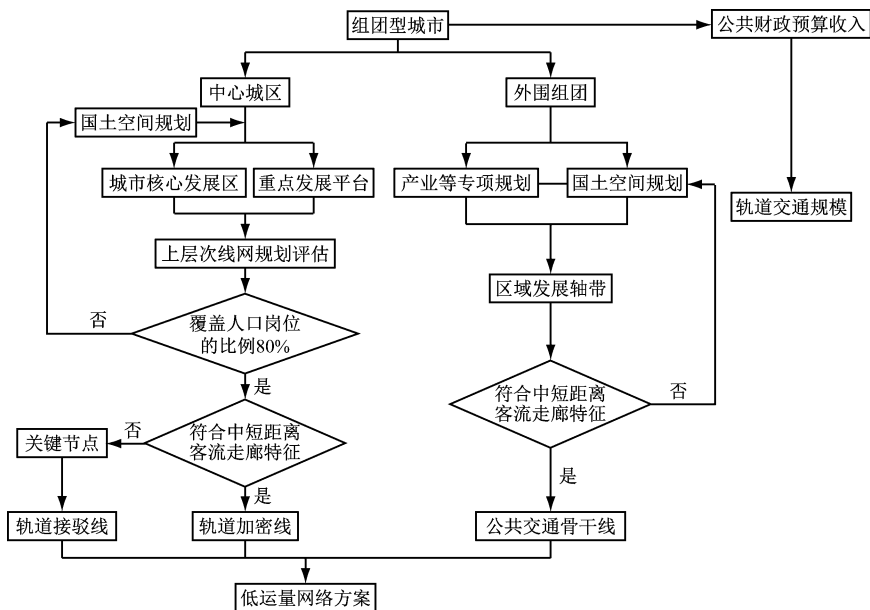 组团型城市
公共财政预算收入
中心城区
外围组团
国土空间规划
城市核心发展区
重点发展平台
产业等专项规划
国土空间规划
轨道交通规模
上层次线网规划评估
区域发展轴带
否
覆盖人口岗位
的比例80%
是
符合中短距离
客流走廊特征
否
否
符合中短距离
客流走廊特征
关键节点
是
是
轨道接驳线
轨道加密线
公共交通骨干线
低运量网络方案